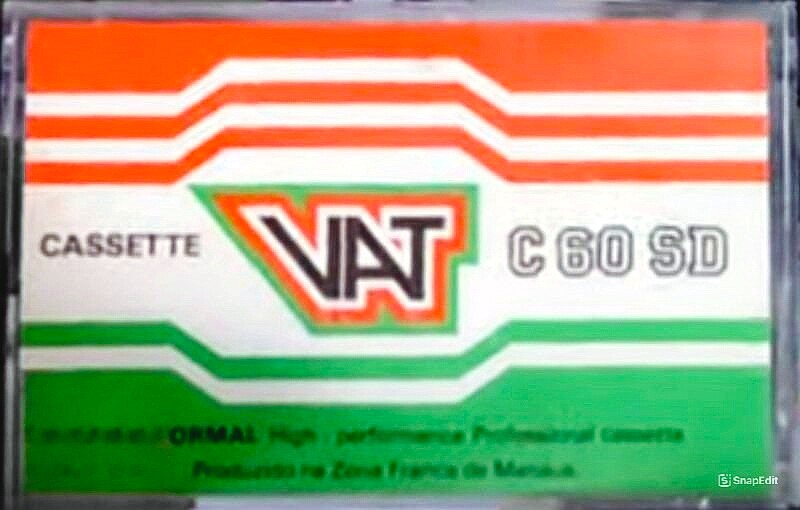 CASSETTE
VAT
C 60 SD
ORMAL High - performance Professional cassette
Produzido na Zona Franca de Manaus
SnapEdit